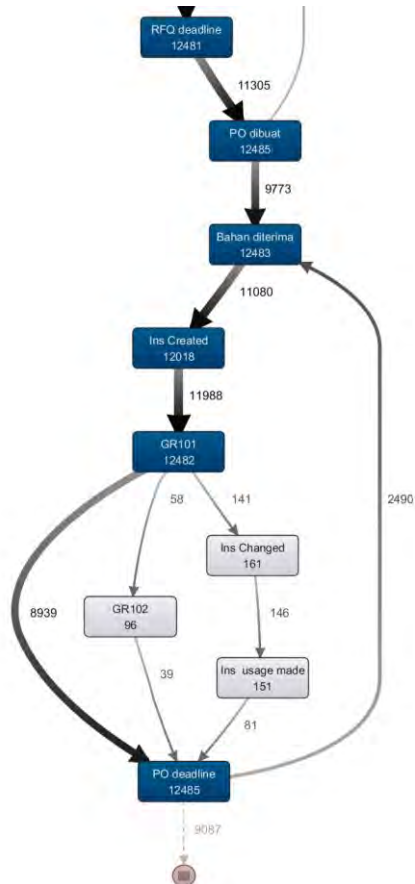 RFQ deadline
12481
11305
PO dibuat
12485
9773
Bahan diterima
12483
11080
Ins Created
12018
11988
GR101
12482
58
141
2490
Ins Changed
161
8939
GR102
96
146
39
Ins usage made
151
81
PO deadline
12485
9087